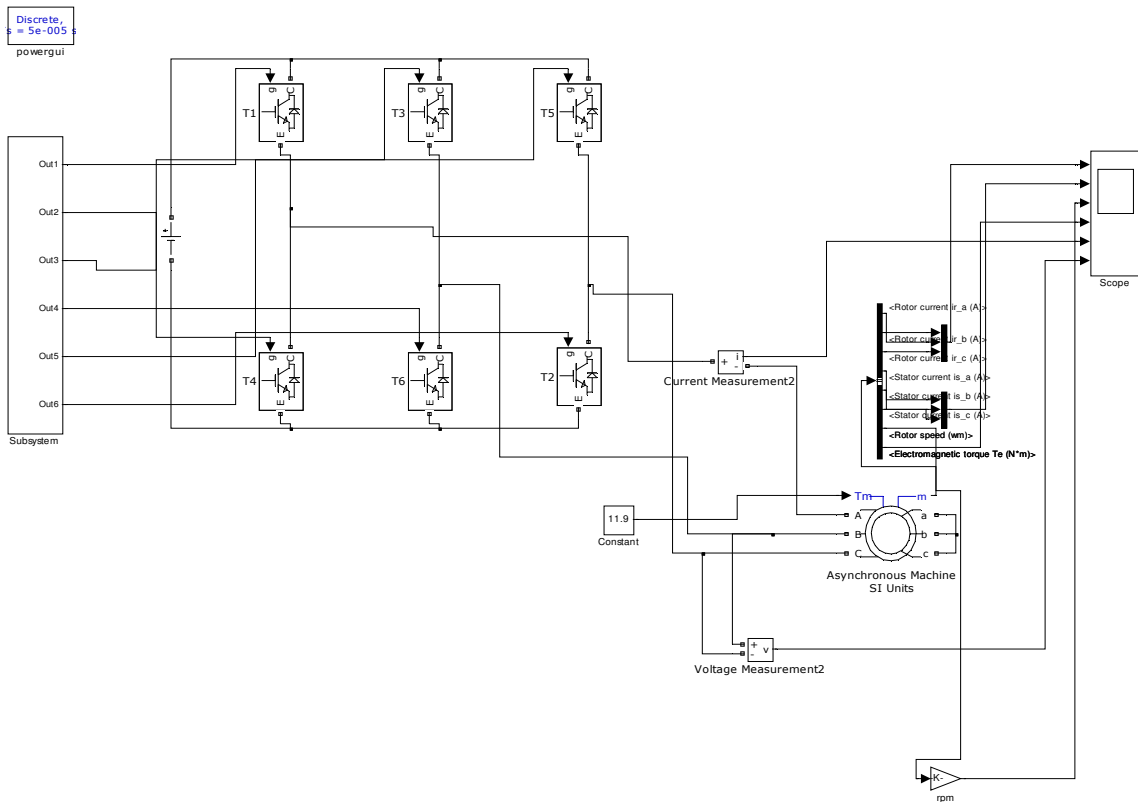 Discrete,
s = 5e-005 s
powergui
g
C
T1
E
g
C
T3
E
g
C
T5
E
Out1
Out2
Out3
Out4
Out5
Out6
Subsystem
Scope
g
C
T4
E
g
C
T6
E
g
C
T2
E
+
i
-
Current Measurement2
<Rotor current ir_a (A)>
<Rotor current ir_b (A)>
<Rotor current ir_c (A)>
<Stator current is_a (A)>
<Stator current is_b (A)>
<Stator current is_c (A)>
<Rotor speed (wm)>
<Electromagnetic torque Te (N*m)>
11.9
Constant
Tm
m
A
a
B
b
C
c
Asynchronous Machine
SI Units
+
-
v
Voltage Measurement2
K-
rpm